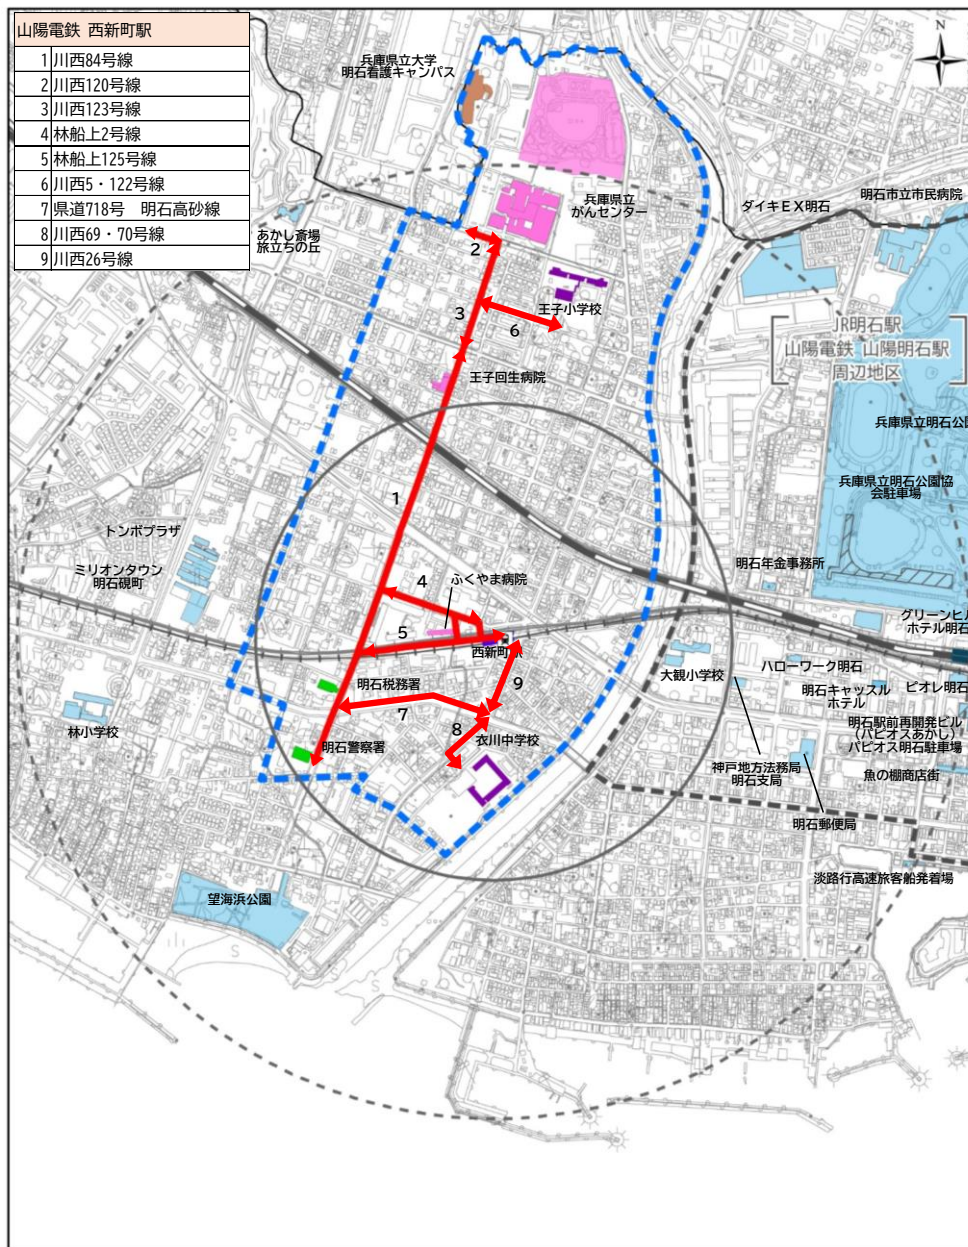 山陽電鉄 西新町駅
1 川西84号線
2 川西120号線
3 川西123号線
4 林船上2号線
5 林船上125号線
6 川西5・122号線
7 県道718号　明石高砂線
8 川西69・70号線
9 川西26号線
N
兵庫県立大学
明石看護キャンパス
兵庫県立
がんセンター
明石市立市民病院
ダイキEX明石
あかし斎場
旅立ちの丘
2
王子小学校
3
6
JR明石駅
山陽電鉄 山陽明石駅
周辺地区
王子回生病院
兵庫県立明石公園
兵庫県立明石公園協
会駐車場
1
トンボプラザ
ミリオンタウン
明石硯町
明石年金事務所
4
ふくやま病院
グリーンヒル
ホテル明石
5
西新町駅
大観小学校
ハローワーク明石
明石税務署
9
明石キャッスル
ホテル
ピオレ明石
7
8
林小学校
明石警察署
衣川中学校
明石駅前再開発ビル
（パピオスあかし）
パピオス明石駐車場
神戸地方法務局
明石支局
魚の棚商店街
明石郵便局
淡路行高速旅客船発着場
望海浜公園